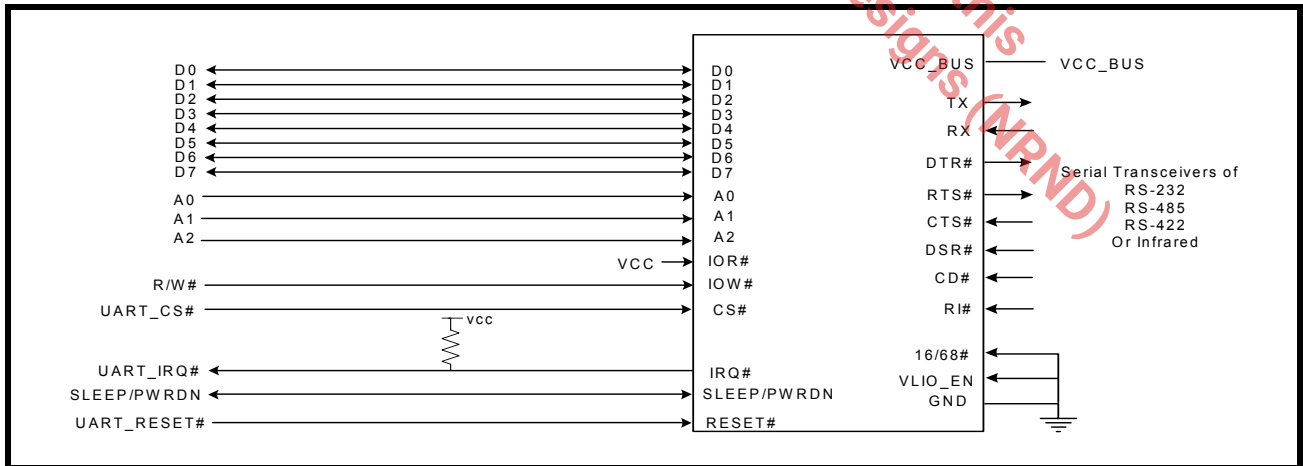 this
esigns (NRND)
D0
D1
D2
D3
D4
D5
D6
D7
A0
A1
A2
VCC
R/W#
UART_CS#
vcc
UART_IRQ#
SLEEP/PWRDN
UART_RESET#
D0
D1
D2
D3
D4
D5
D6
D7
A0
A1
A2
IOR#
IOW#
CS#
IRQ#
SLEEP/PWRDN
RESET#
VCC_BUS
TX
RX
DTR#
RTS#
CTS#
DSR#
CD#
RI#
16/68#
VLIO_EN
GND
VCC_BUS
Serial Transceivers of
RS-232
RS-485
RS-422
Or Infrared